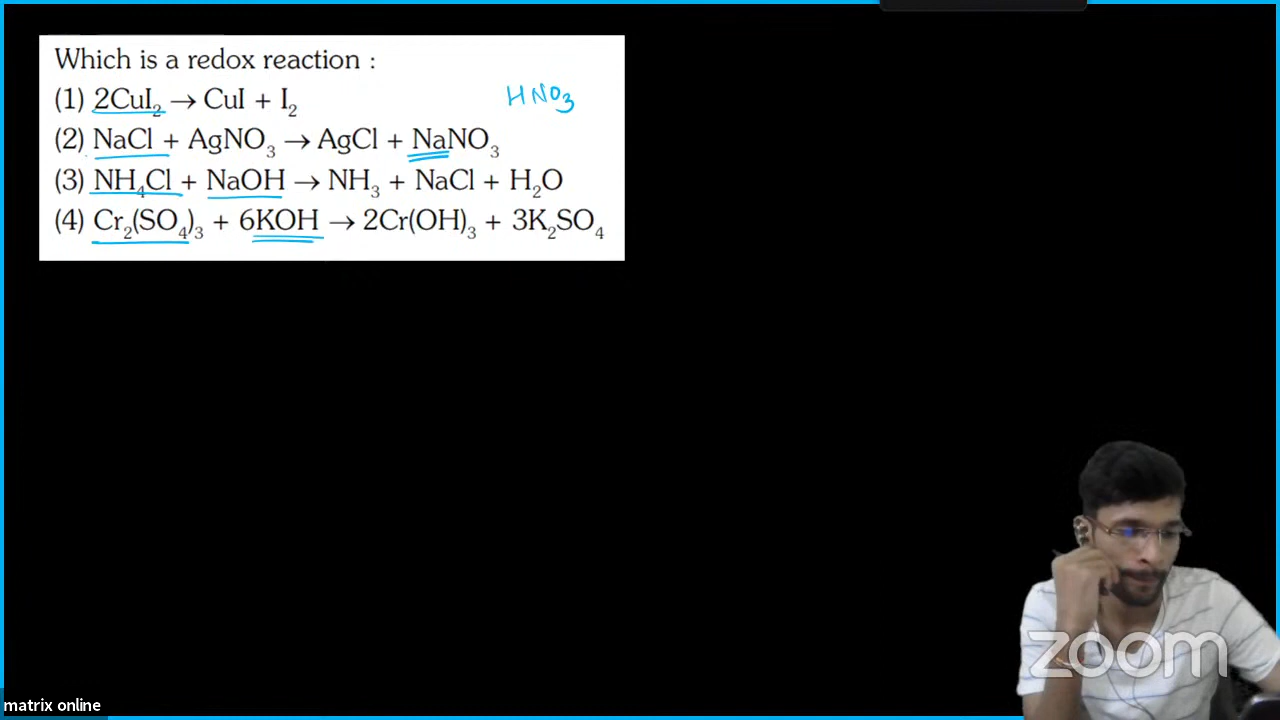 Which is a redox reaction :
(1) 2CuI₂ → CuI + I₂
HNO₃
(2) NaCl + AgNO₃ → AgCl + NaNO₃
(3) NH₄Cl + NaOH → NH₃ + NaCl + H₂O
(4) Cr₂(SO₄)₃ + 6KOH → 2Cr(OH)₃ + 3K₂SO₄
zoom
matrix online